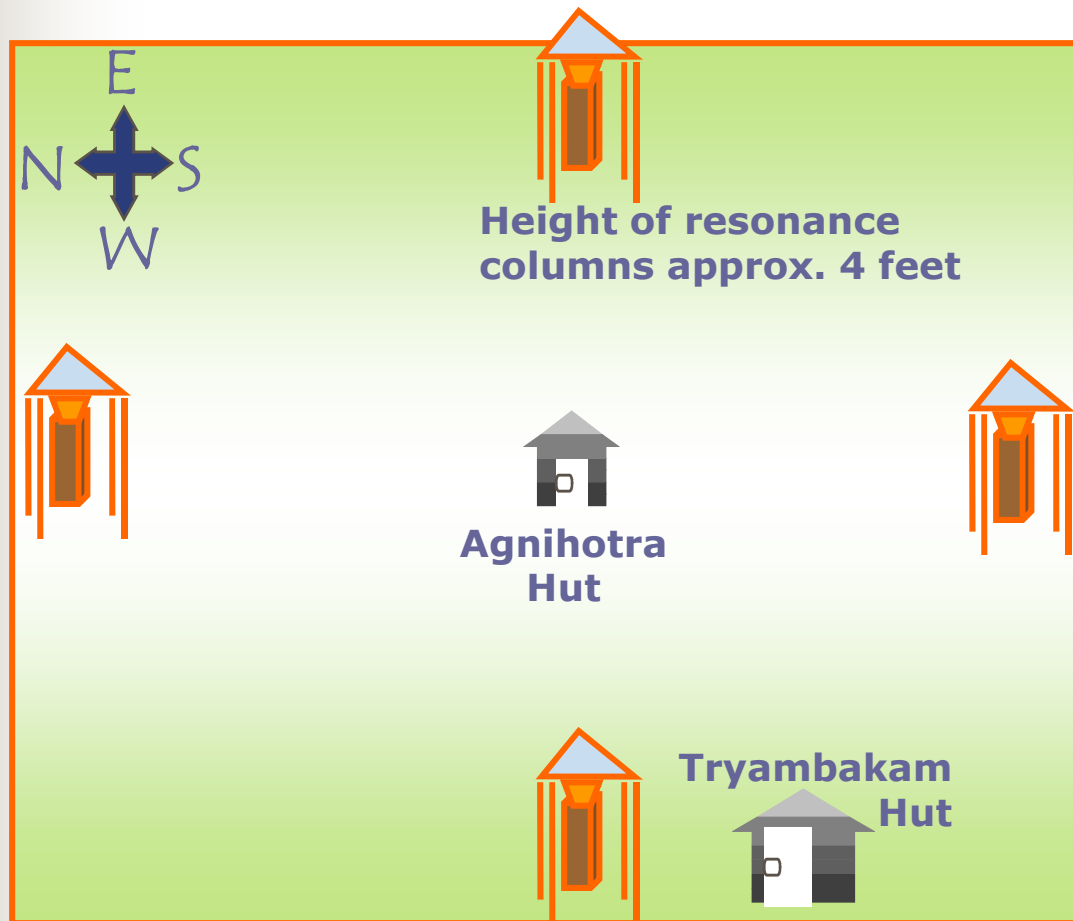 E
N S
W
Height of resonance
columns approx. 4 feet
Agnihotra
Hut
Tryambakam
Hut